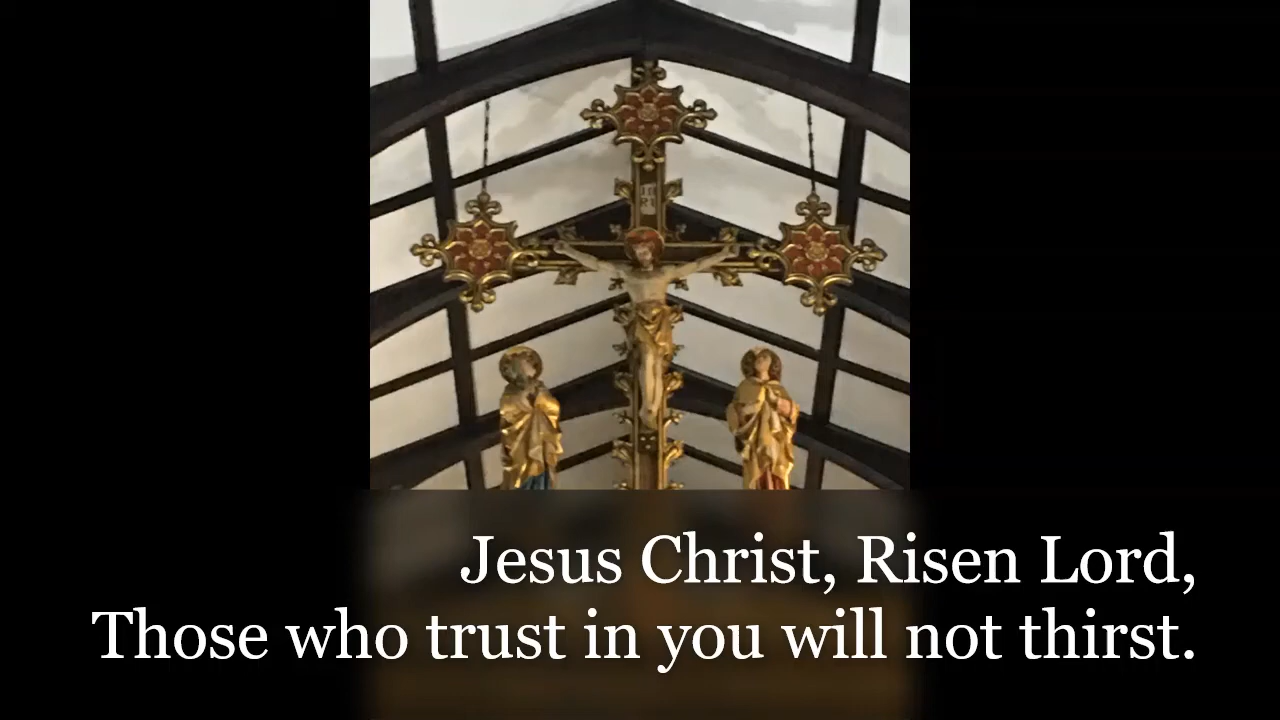 Jesus Christ, Risen Lord,
Those who trust in you will not thirst.